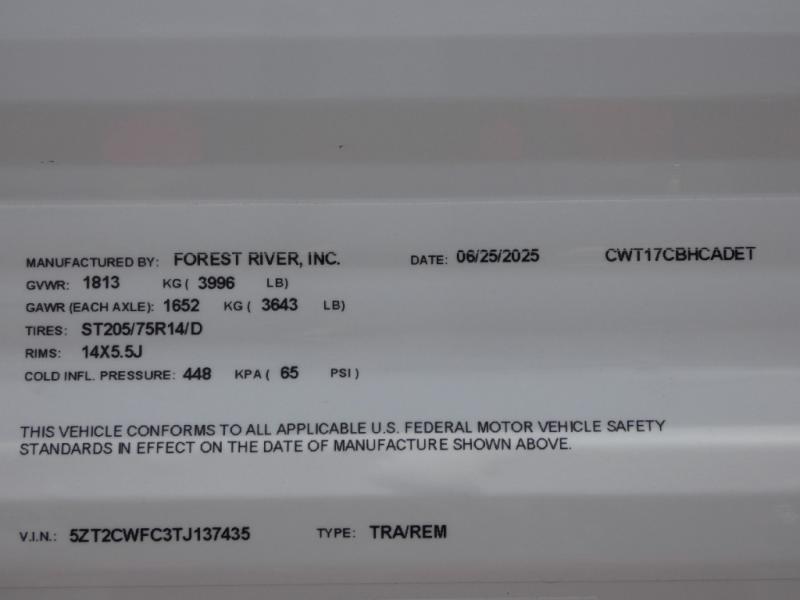 MANUFACTURED BY: FOREST RIVER, INC. DATE: 06/25/2025 CWT17CBHCADET
GVWR: 1813 KG ( 3996 LB)
GAWR (EACH AXLE): 1652 KG ( 3643 LB)
TIRES: ST205/75R14/D
RIMS: 14X5.5J
COLD INFL. PRESSURE: 448 KPA ( 65 PSI )
THIS VEHICLE CONFORMS TO ALL APPLICABLE U.S. FEDERAL MOTOR VEHICLE SAFETY
STANDARDS IN EFFECT ON THE DATE OF MANUFACTURE SHOWN ABOVE.
V.I.N.: 5ZT2CWFC3TJ137435 TYPE: TRA/REM